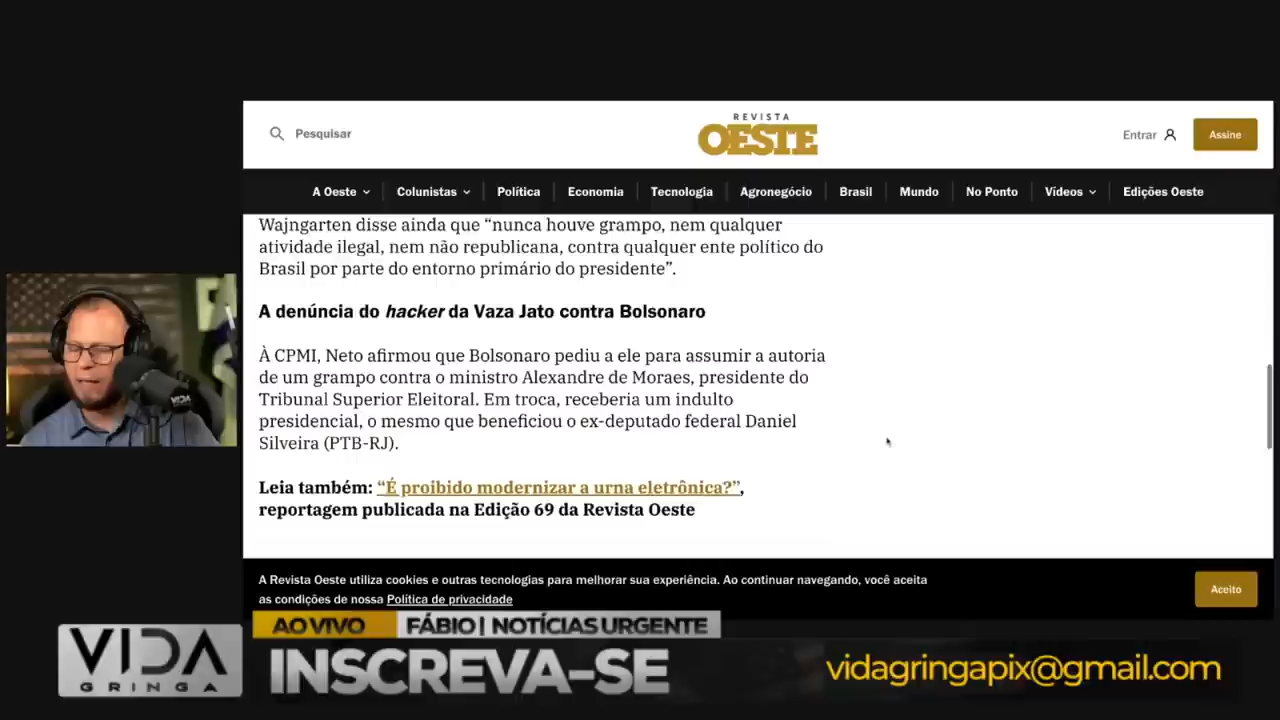 Pesquisar
REVISTA
OESTE
Entrar
Assine
A Oeste
Colunistas
Política
Economia
Tecnologia
Agronegócio
Brasil
Mundo
No Ponto
Vídeos
Edições Oeste
Wajngarten disse ainda que “nunca houve grampo, nem qualquer
atividade ilegal, nem não republicana, contra qualquer ente político do
Brasil por parte do entorno primário do presidente”.
A denúncia do hacker da Vaza Jato contra Bolsonaro
À CPMI, Neto afirmou que Bolsonaro pediu a ele para assumir a autoria
de um grampo contra o ministro Alexandre de Moraes, presidente do
Tribunal Superior Eleitoral. Em troca, receberia um indulto
presidencial, o mesmo que beneficiou o ex-deputado federal Daniel
Silveira (PTB-RJ).
Leia também: “É proibido modernizar a urna eletrônica?”,
reportagem publicada na Edição 69 da Revista Oeste
A Revista Oeste utiliza cookies e outras tecnologias para melhorar sua experiência. Ao continuar navegando, você aceita
as condições de nossa Política de privacidade
Aceito
AO VIVO
FÁBIO | NOTÍCIAS URGENTE
VIDA
GRINGA
INSCREVA-SE
vidagringapix@gmail.com